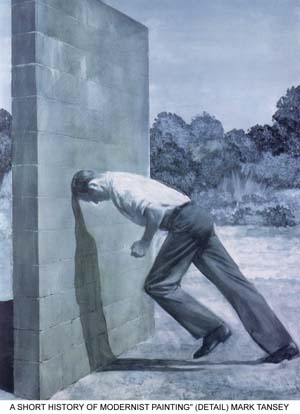 A SHORT HISTORY OF MODERNIST PAINTING" (DETAIL) MARK TANSEY